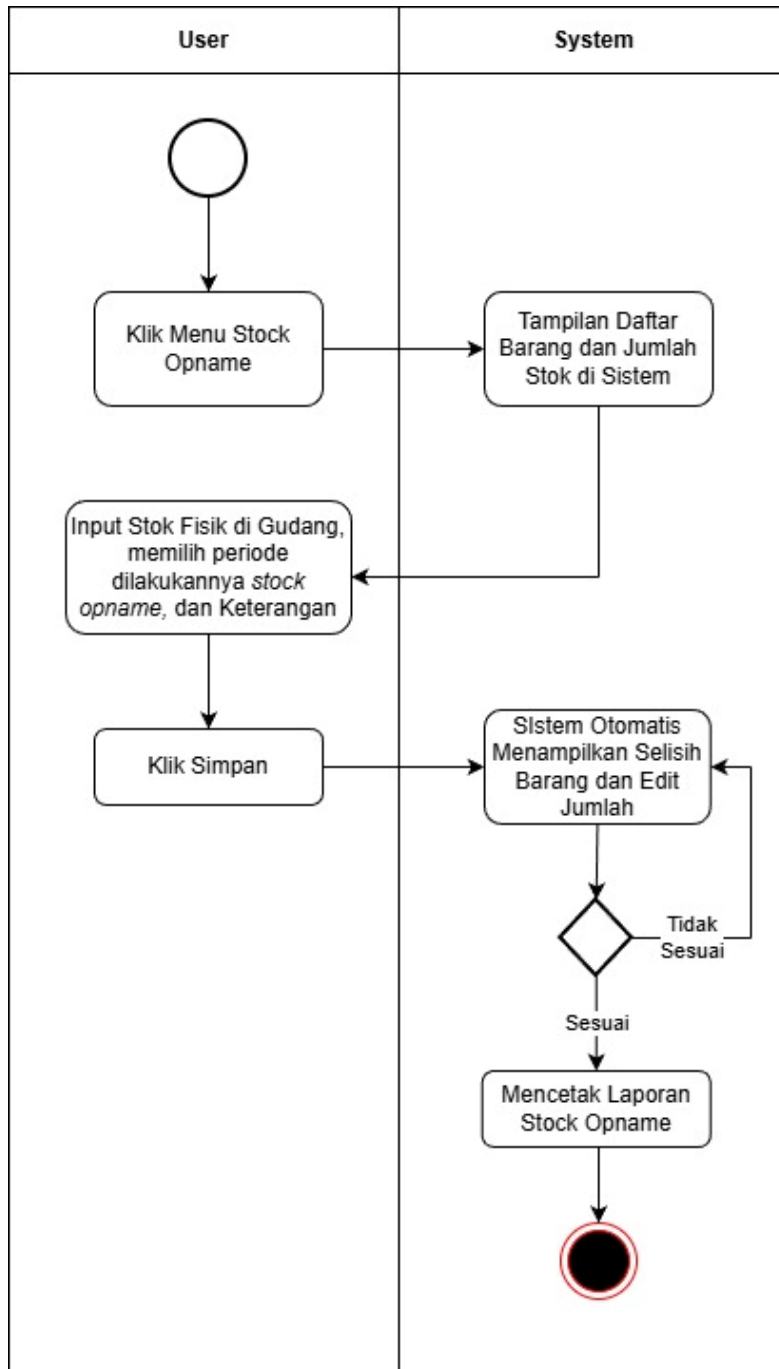 User
System
Klik Menu Stock
Opname
Tampilan Daftar
Barang dan Jumlah
Stok di Sistem
Input Stok Fisik di Gudang,
memilih periode
dilakukannya stock
opname, dan Keterangan
Klik Simpan
SIstem Otomatis
Menampilkan Selisih
Barang dan Edit
Jumlah
Tidak
Sesuai
Sesuai
Mencetak Laporan
Stock Opname